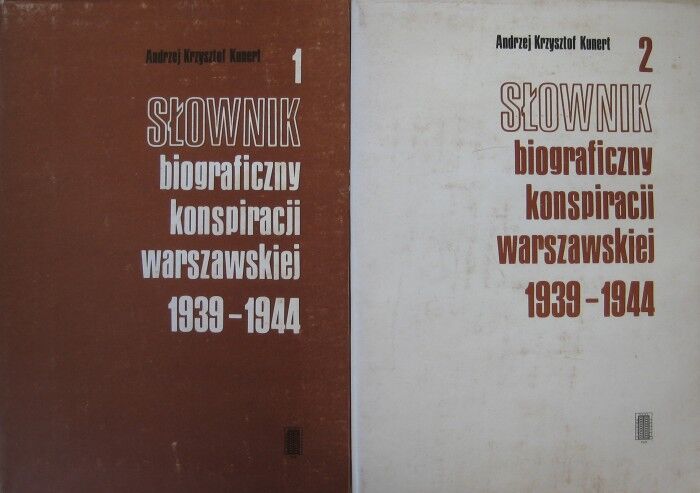 Andrzej Krzysztof Kunert
1
SŁOWNIK
biograficzny
konspiracji
warszawskiej
1939-1944
Andrzej Krzysztof Kunert
2
SŁOWNIK
biograficzny
konspiracji
warszawskiej
1939-1944